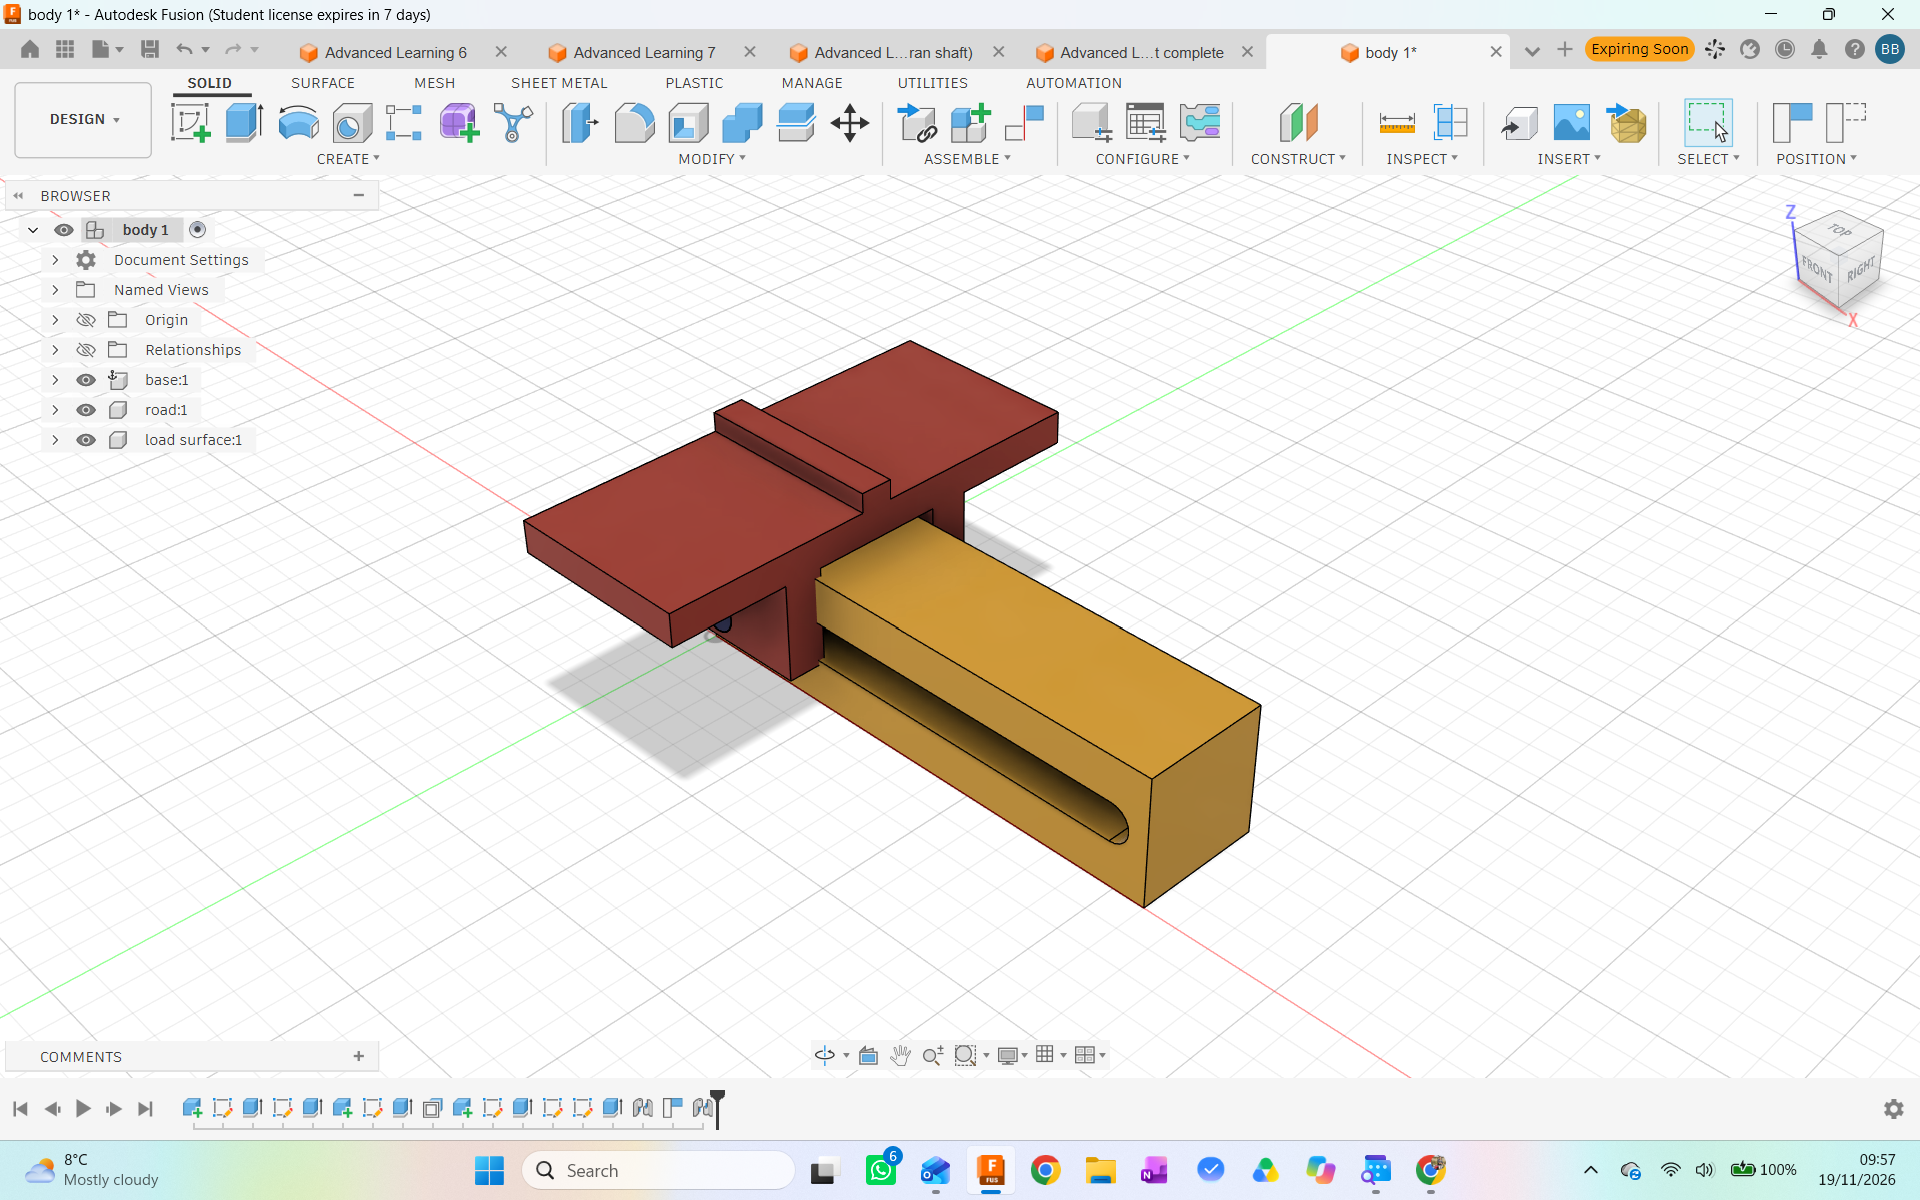 body 1* - Autodesk Fusion (Student license expires in 7 days)
Advanced Learning 6
Advanced Learning 7
Advanced L...ran shaft)
Advanced L...t complete
body 1*
Expiring Soon
BB
DESIGN
SOLID
SURFACE
MESH
SHEET METAL
PLASTIC
MANAGE
UTILITIES
AUTOMATION
CREATE
MODIFY
ASSEMBLE
CONFIGURE
CONSTRUCT
INSPECT
INSERT
SELECT
POSITION
BROWSER
body 1
Document Settings
Named Views
Origin
Relationships
base:1
road:1
load surface:1
Z
TOP
FRONT
RIGHT
X
COMMENTS
8°C
Mostly cloudy
Search
6
F
FUS
100%
09:57
19/11/2026